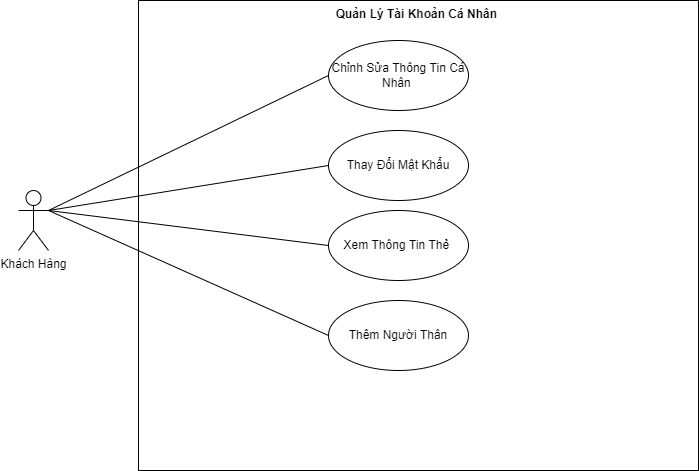 Quản Lý Tài Khoản Cá Nhân
Chỉnh Sửa Thông Tin Cá
Nhân
Thay Đổi Mật Khẩu
Xem Thông Tin Thẻ
Khách Hàng
Thêm Người Thân